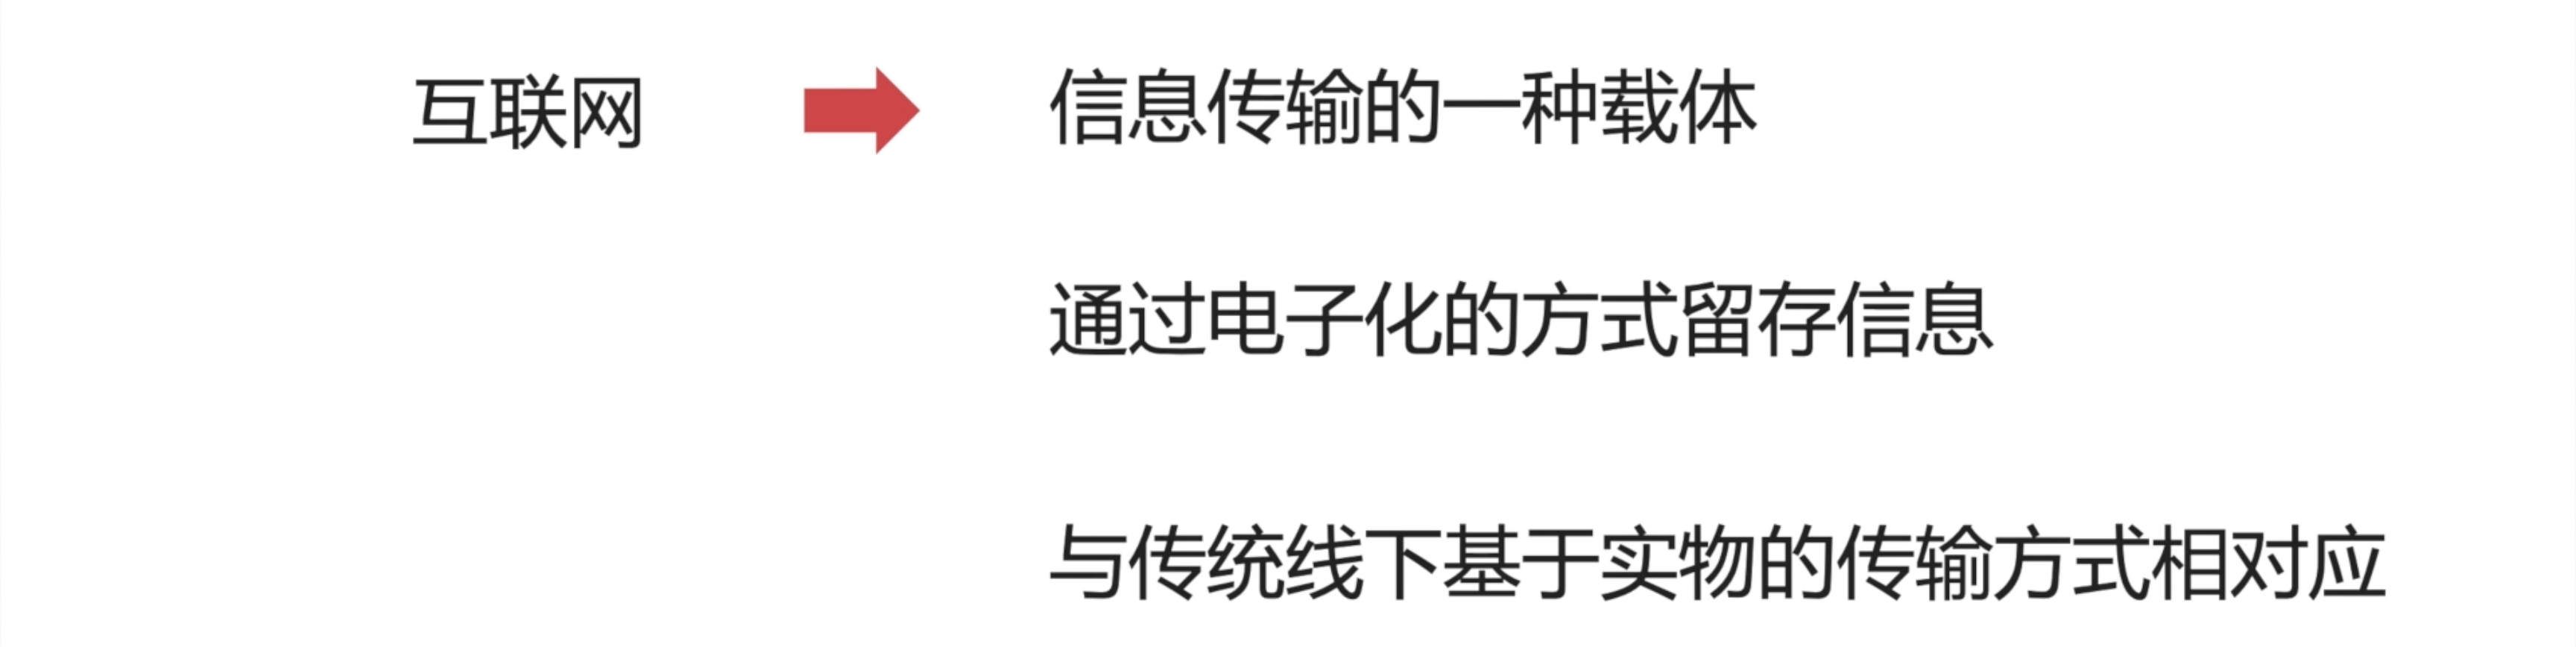 互联网
信息传输的一种载体
通过电子化的方式留存信息
与传统线下基于实物的传输方式相对应